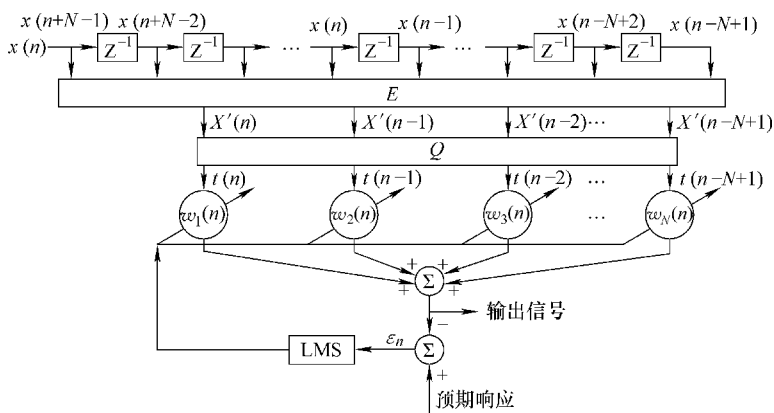 x(n+N−1) x(n+N−2) x(n) x(n−1) x(n−N+2) x(n−N+1)
x(n) Z⁻¹ Z⁻¹ ... Z⁻¹ ... Z⁻¹ Z⁻¹
E
X′(n) X′(n−1) X′(n−2)... X′(n−N+1)
Q
t(n) t(n−1) t(n−2) ... t(n−N+1)
w₁(n) w₂(n) w₃(n) ... w_N(n)
+ + + +
Σ
输出信号
−
LMS εₙ Σ
+
预期响应